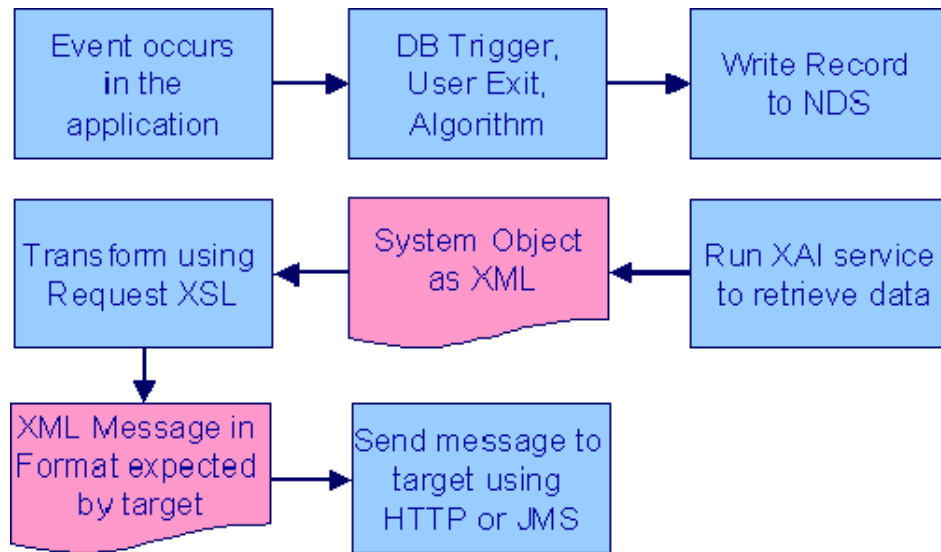 Event occurs
in the
application
DB Trigger,
User Exit,
Algorithm
Write Record
to NDS
Run XAI service
to retrieve data
System Object
as XML
Transform using
Request XSL
XML Message in
Format expected
by target
Send message to
target using
HTTP or JMS